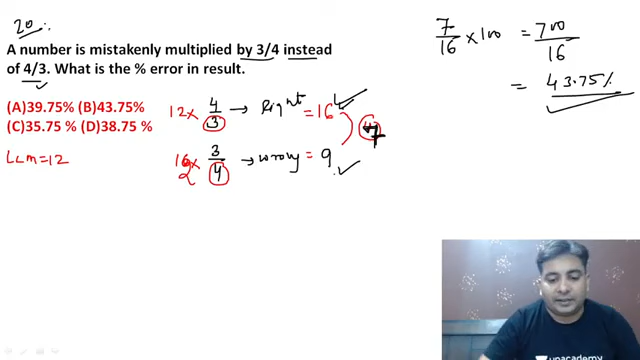 20:
A number is mistakenly multiplied by 3/4 instead
of 4/3. What is the % error in result.
(A)39.75% (B)43.75%
(C)35.75 % (D)38.75 %
Lcm=12
12 × 4/3 → Right = 16
× 3/4 → wrong = 9
7
7/16 × 100 = 700/16
= 43.75%
unacademy